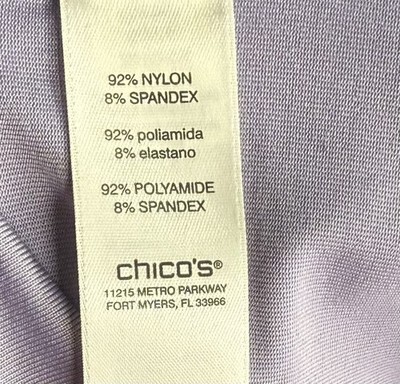 92% NYLON
8% SPANDEX
92% poliamida
8% elastano
92% POLYAMIDE
8% SPANDEX
chico's®
11215 METRO PARKWAY
FORT MYERS, FL 33966